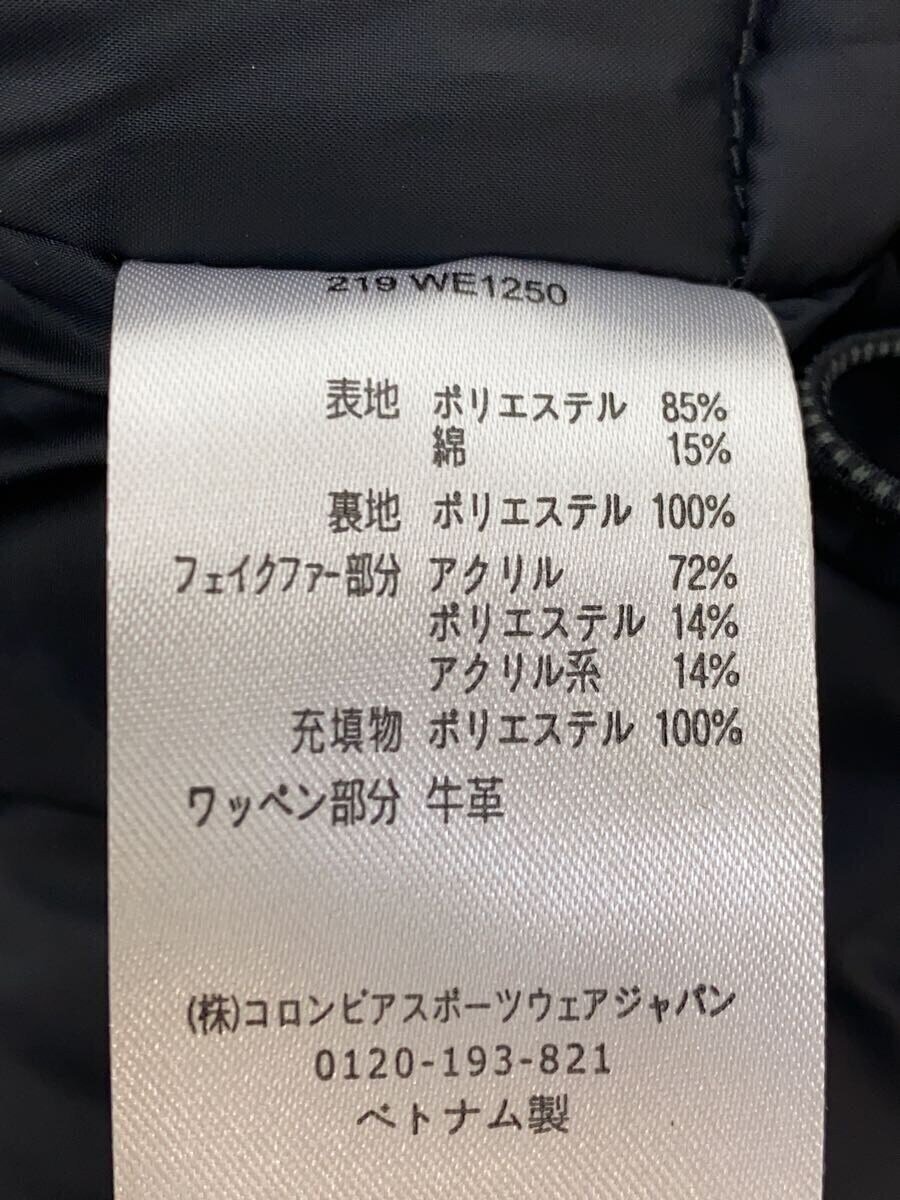 219 WE1250
表地 ポリエステル 85%
綿 15%
裏地 ポリエステル 100%
フェイクファー部分 アクリル 72%
ポリエステル 14%
アクリル系 14%
充填物 ポリエステル 100%
ワッペン部分 牛革
(株)コロンビアスポーツウェアジャパン
0120-193-821
ベトナム製